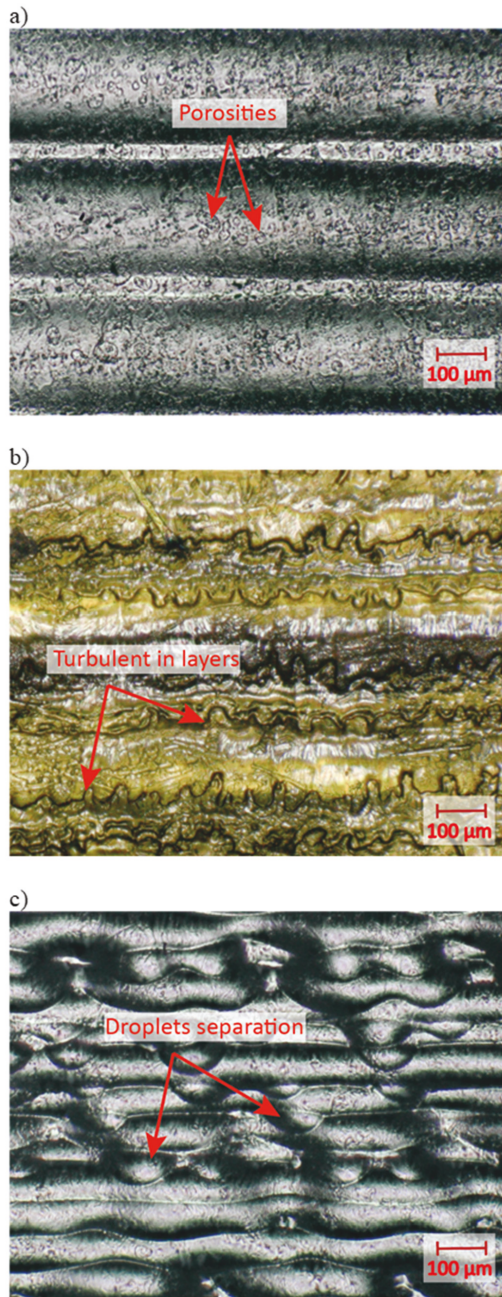 a)
Porosities
100 µm
b)
Turbulent in layers
100 µm
c)
Droplets separation
100 µm